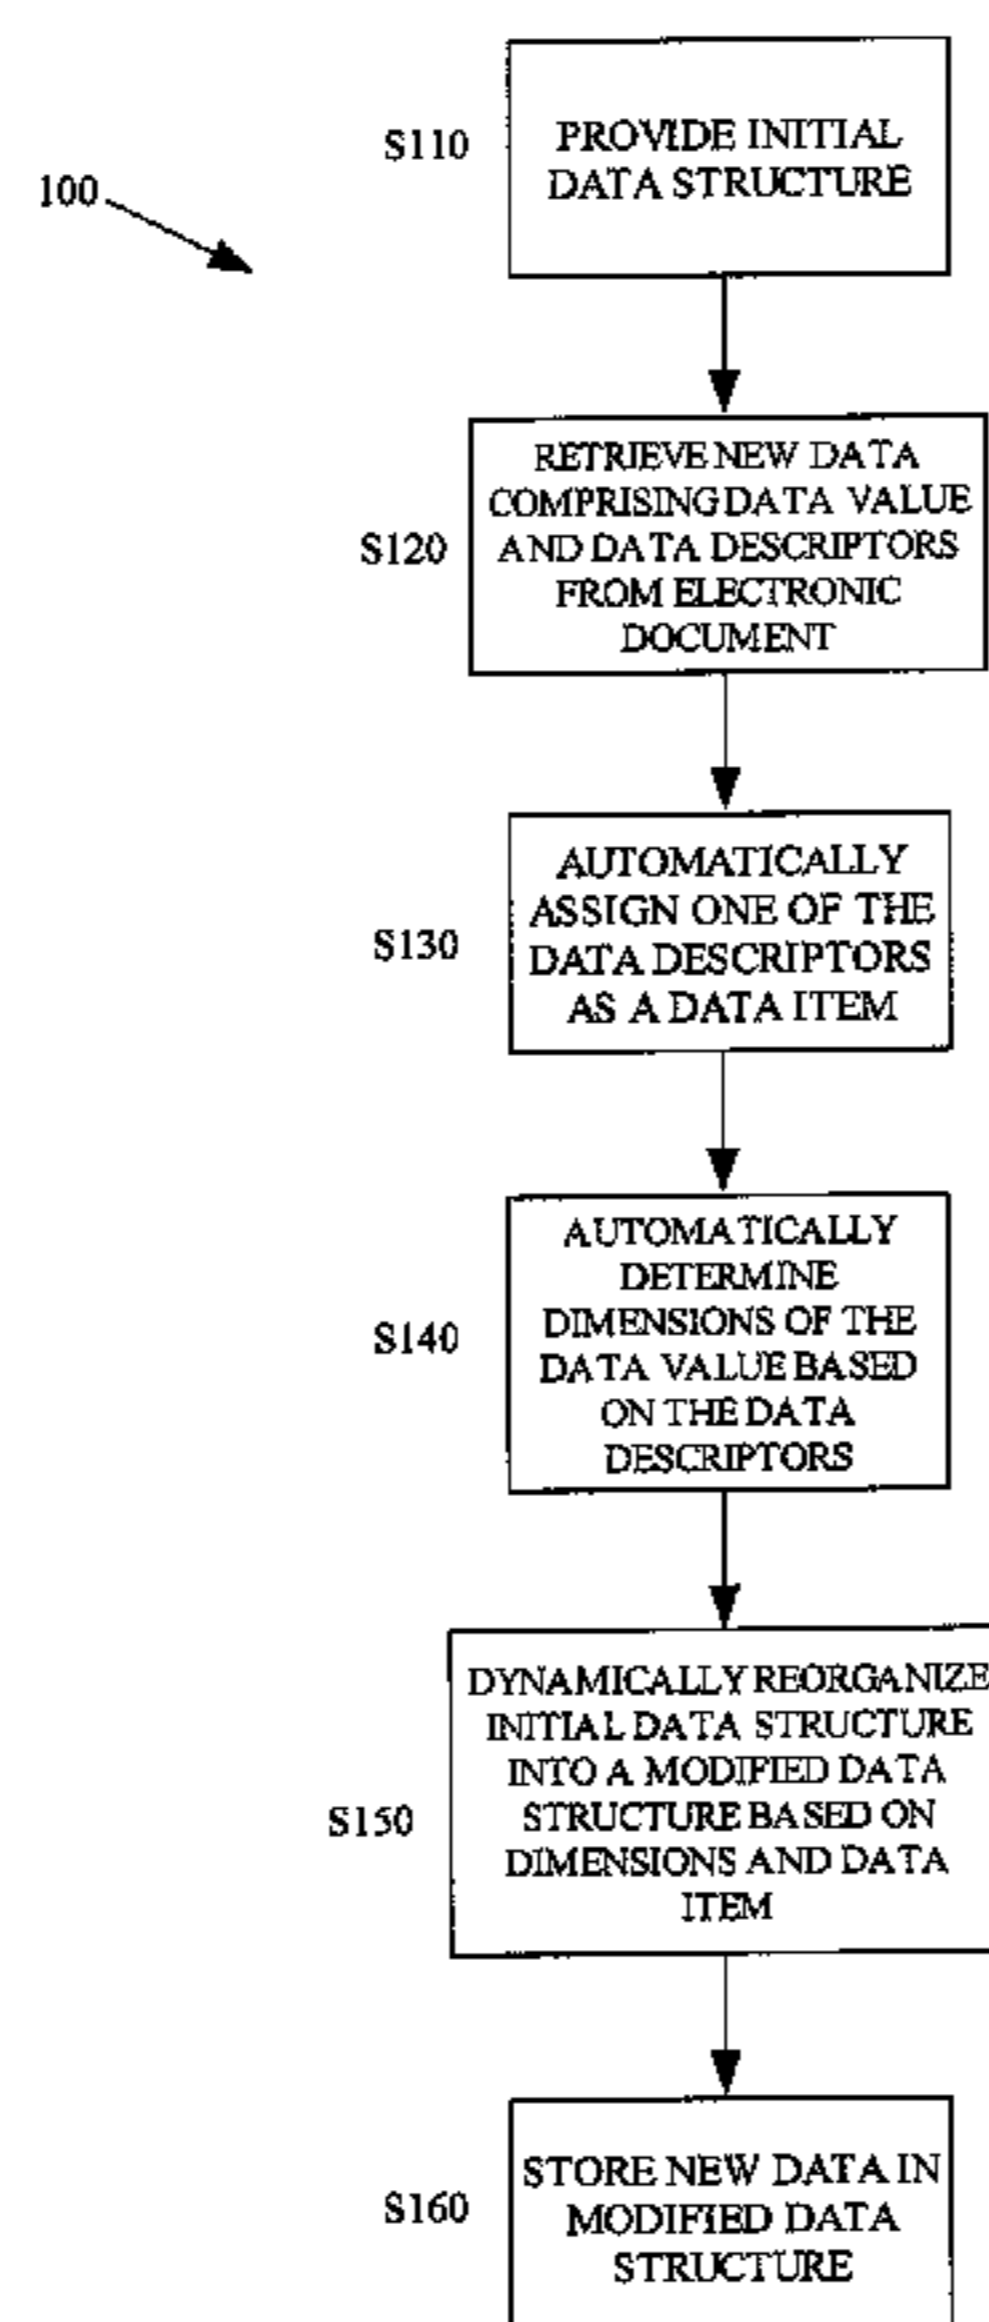 S110
PROVIDE INITIAL
DATA STRUCTURE
100
RETRIEVE NEW DATA
COMPRISING DATA VALUE
S120
AND DATA DESCRIPTORS
FROM ELECTRONIC
DOCUMENT
AUTOMATICALLY
ASSIGN ONE OF THE
S130
DATA DESCRIPTORS
AS A DATA ITEM
AUTOMATICALLY
DETERMINE
DIMENSIONS OF THE
S140
DATA VALUE BASED
ON THE DATA
DESCRIPTORS
DYNAMICALLY REORGANIZE
INITIAL DATA STRUCTURE
INTO A MODIFIED DATA
S150
STRUCTURE BASED ON
DIMENSIONS AND DATA
ITEM
STORE NEW DATA IN
S160
MODIFIED DATA
STRUCTURE